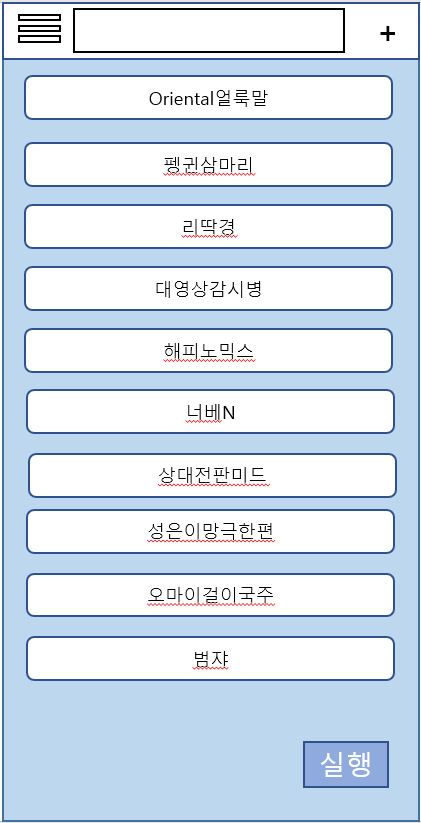 +
Oriental얼룩말
펭귄삼마리
리딱경
대영상감시병
해피노믹스
너베N
상대전판미드
성은이망극한편
오마이걸이국주
범쟈
실행